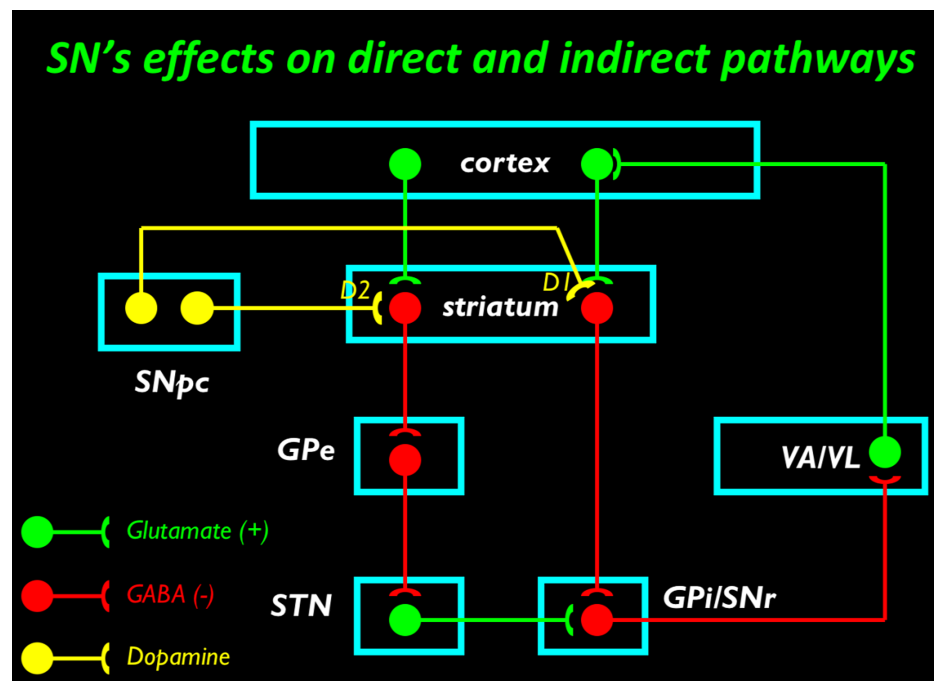 SN's effects on direct and indirect pathways
cortex
D2
striatum
D1
SNpc
GPe
VA/VL
Glutamate (+)
GABA (-)
STN
GPi/SNr
Dopamine